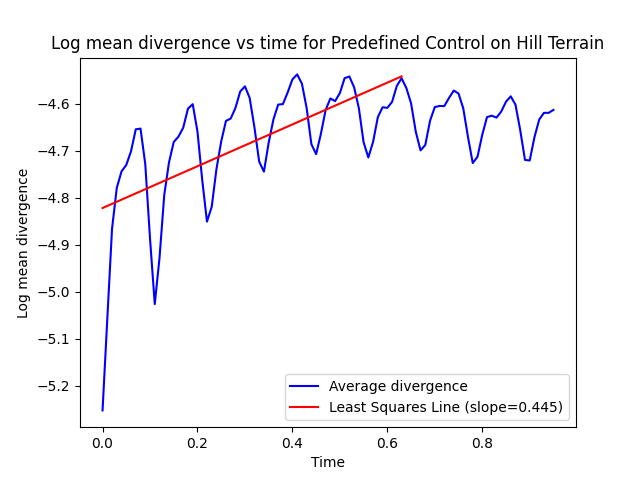 Log mean divergence vs time for Predefined Control on Hill Terrain
Log mean divergence
−4.6
−4.7
−4.8
−4.9
−5.0
−5.1
−5.2
Average divergence
Least Squares Line (slope=0.445)
0.0
0.2
0.4
0.6
0.8
Time